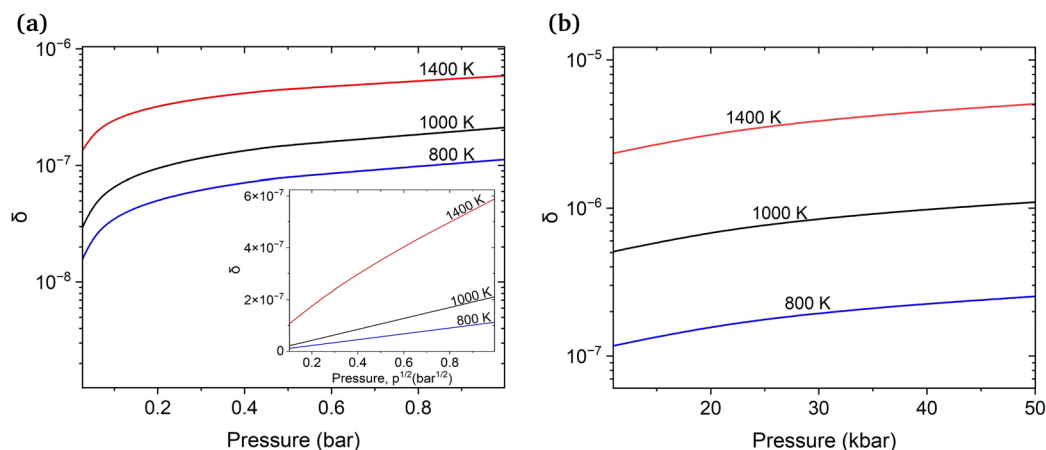 (a)
10⁻⁶
10⁻⁷
10⁻⁸
δ
1400 K
1000 K
800 K
0.2
0.4
0.6
0.8
Pressure (bar)
6×10⁻⁷
4×10⁻⁷
2×10⁻⁷
0
δ
1400 K
1000 K
800 K
0.2
0.4
0.6
0.8
Pressure, p¹/²(bar¹/²)
(b)
10⁻⁵
10⁻⁶
10⁻⁷
δ
1400 K
1000 K
800 K
20
30
40
50
Pressure (kbar)